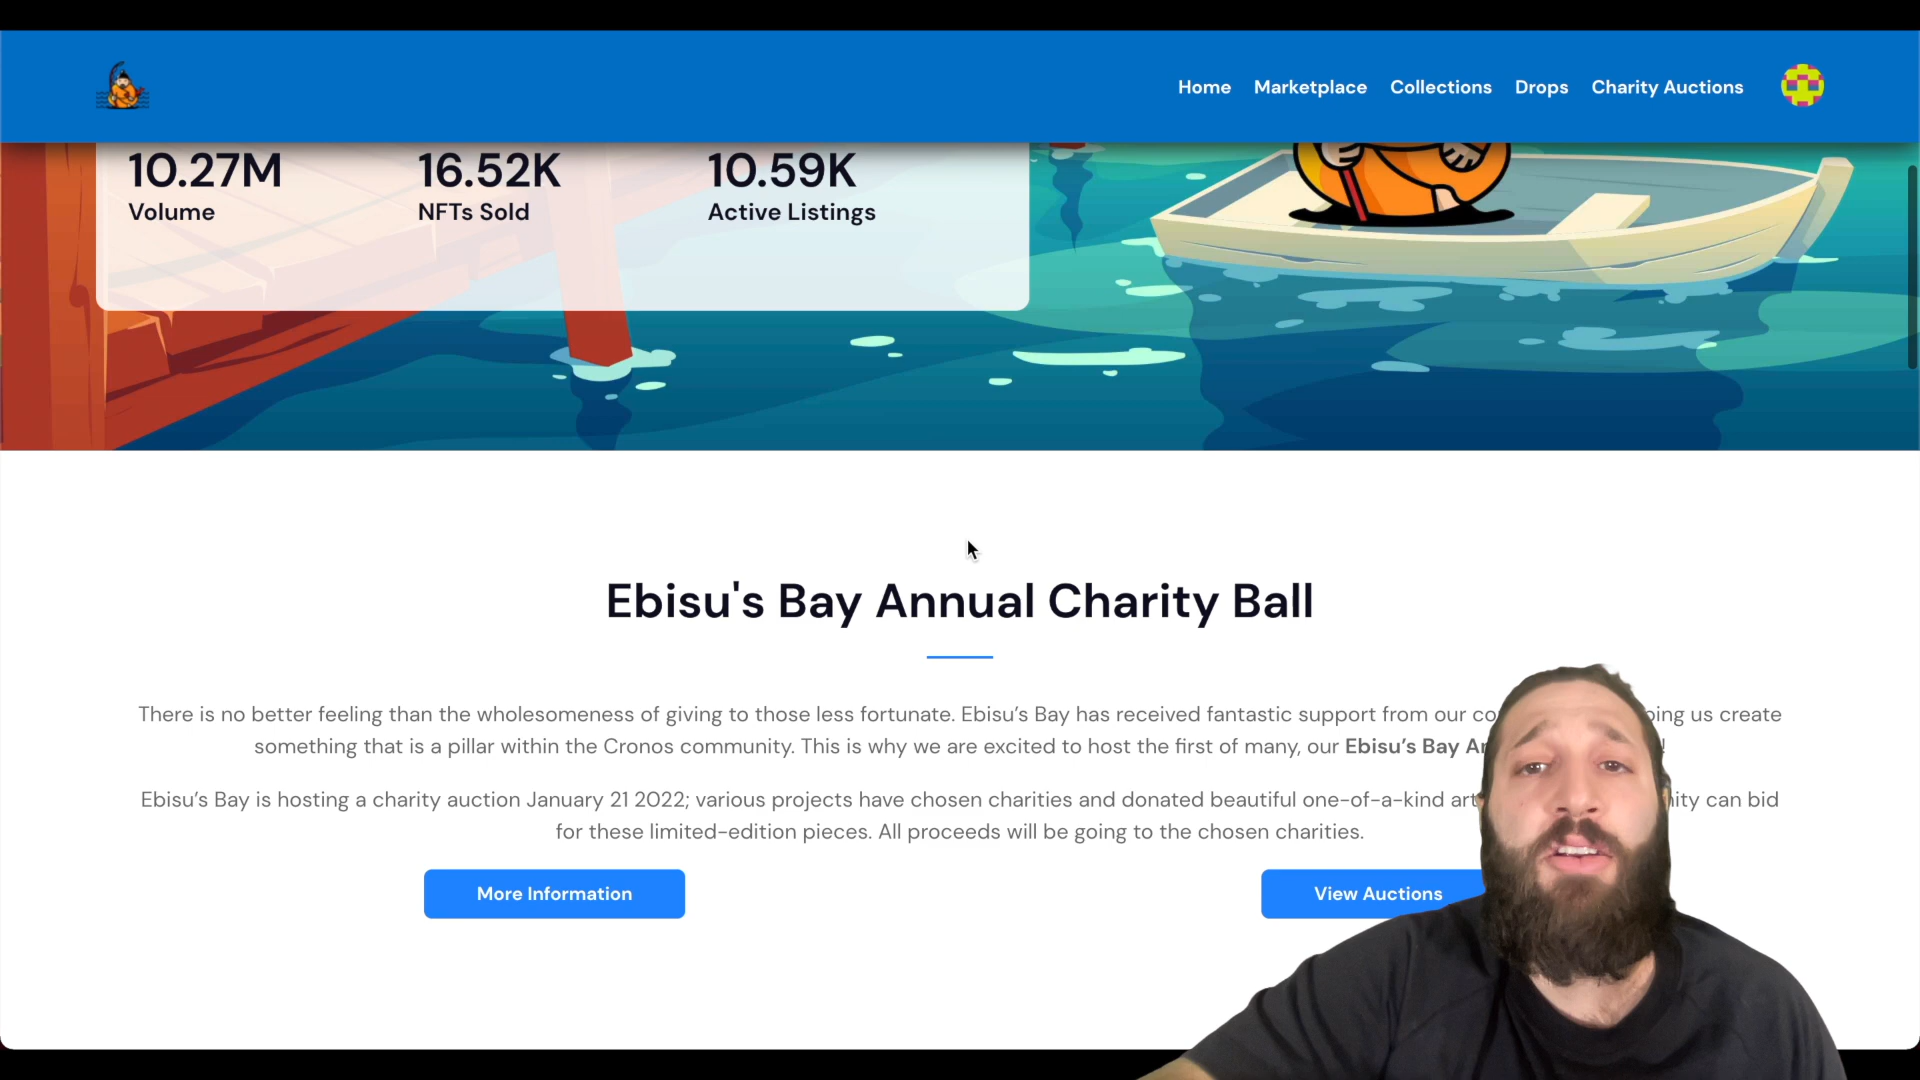 Home Marketplace Collections Drops Charity Auctions
10.27M 16.52K 10.59K
Volume NFTs Sold Active Listings
Ebisu's Bay Annual Charity Ball
There is no better feeling than the wholesomeness of giving to those less fortunate. Ebisu’s Bay has received fantastic support from our us create
something that is a pillar within the Cronos community. This is why we are excited to host the first of many, our Ebisu’s Bay
Ebisu’s Bay is hosting a charity auction January 21 2022; various projects have chosen charities and donated beautiful one-of-a-kind can bid
for these limited-edition pieces. All proceeds will be going to the chosen charities.
More Information View Auctions